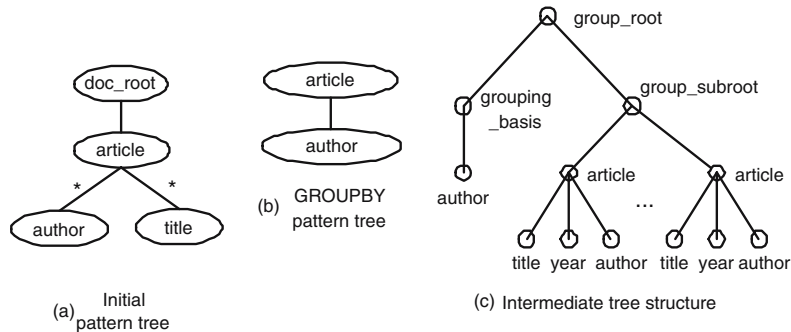 doc_root
article
*
*
author
title
(a) Initial
pattern tree
article
author
(b) GROUPBY
pattern tree
group_root
grouping
_basis
group_subroot
author
article
article
...
title year author title year author
(c) Intermediate tree structure